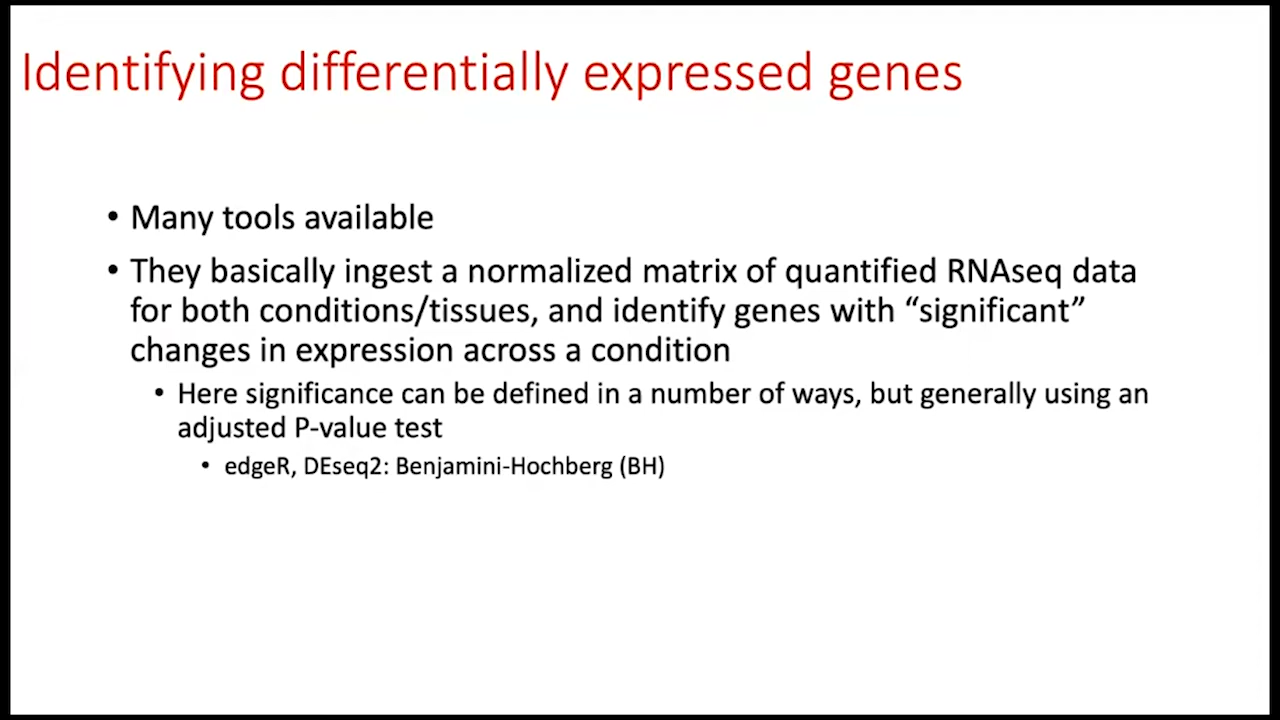 Identifying differentially expressed genes
• Many tools available
• They basically ingest a normalized matrix of quantified RNAseq data
for both conditions/tissues, and identify genes with “significant”
changes in expression across a condition
• Here significance can be defined in a number of ways, but generally using an
adjusted P-value test
• edgeR, DEseq2: Benjamini-Hochberg (BH)